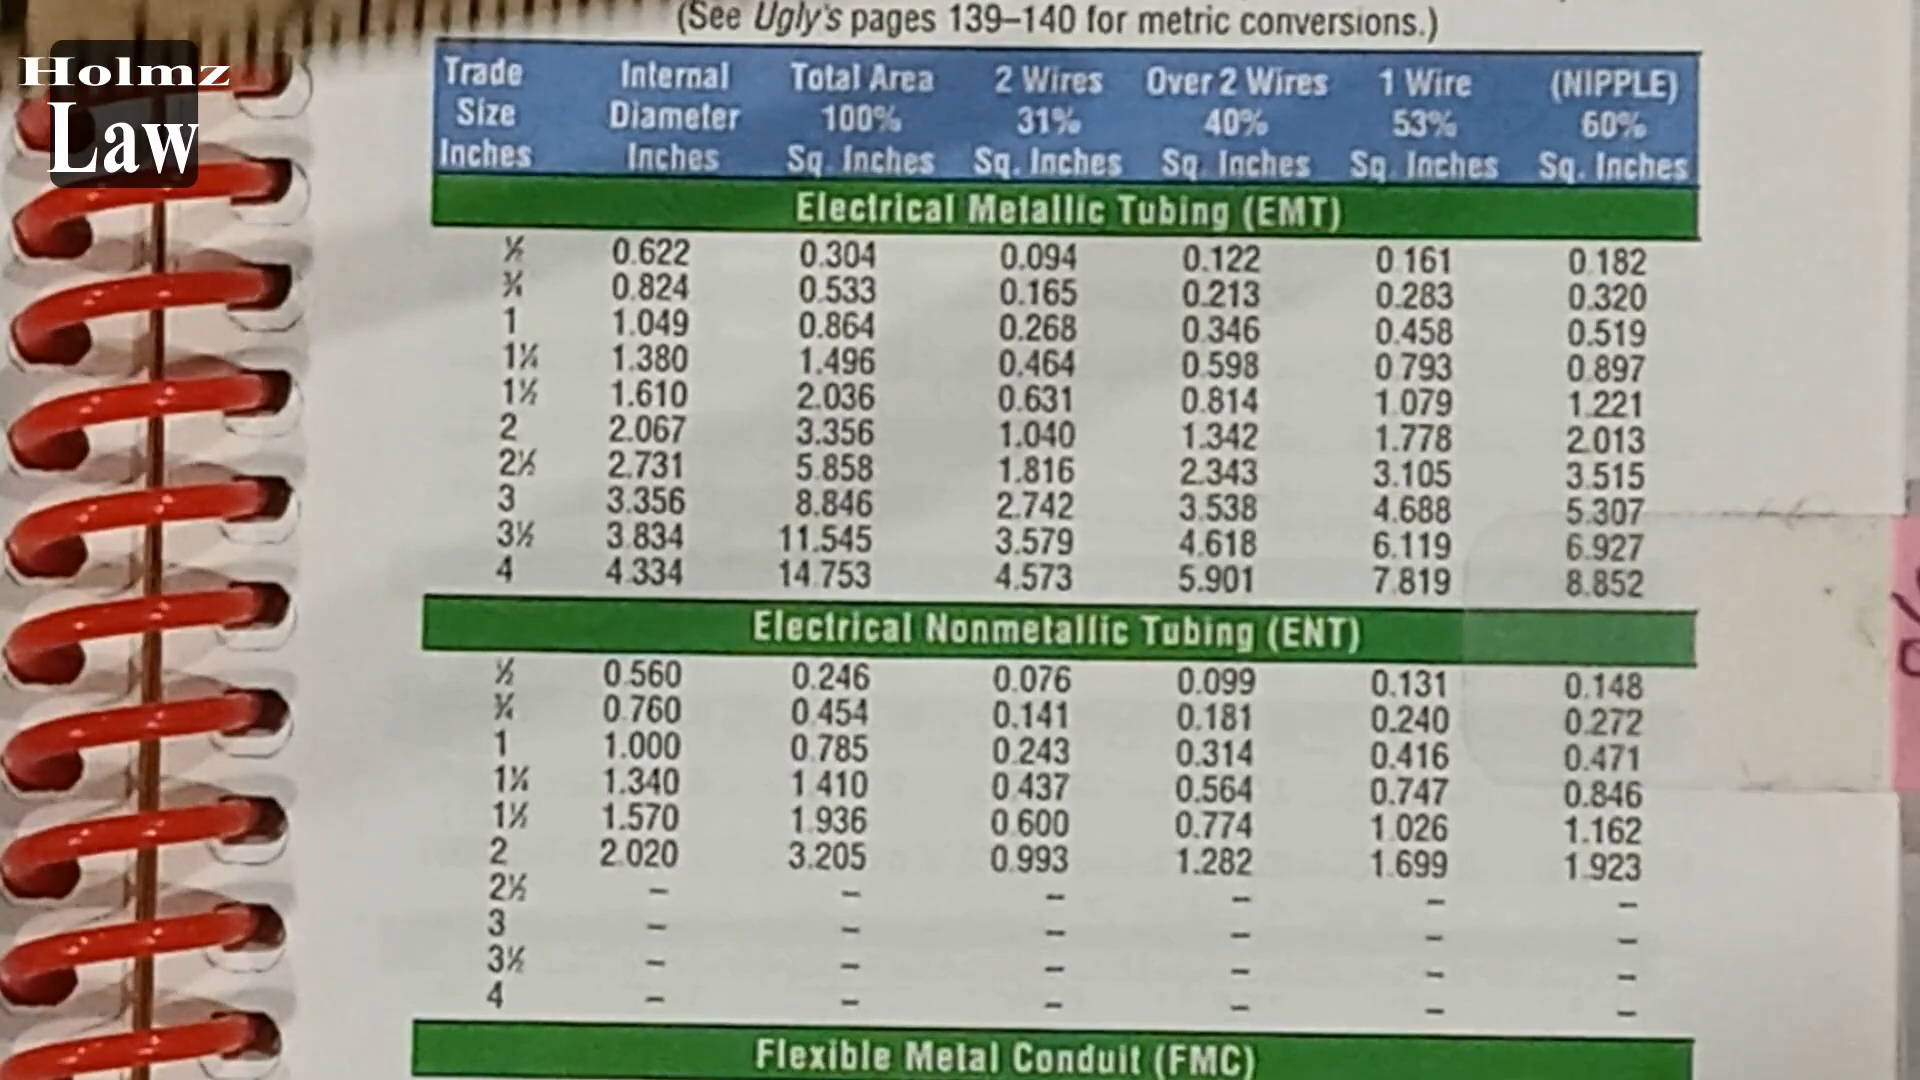 Holmz
Law
(See Ugly's pages 139–140 for metric conversions.)
Trade Size Inches Internal Diameter Inches Total Area 100% Sq. Inches 2 Wires 31% Sq. Inches Over 2 Wires 40% Sq. Inches 1 Wire 53% Sq. Inches (NIPPLE) 60% Sq. Inches
Electrical Metallic Tubing (EMT)
½ 0.622 0.304 0.094 0.122 0.161 0.182
¾ 0.824 0.533 0.165 0.213 0.283 0.320
1 1.049 0.864 0.268 0.346 0.458 0.519
1¼ 1.380 1.496 0.464 0.598 0.793 0.897
1½ 1.610 2.036 0.631 0.814 1.079 1.221
2 2.067 3.356 1.040 1.342 1.778 2.013
2½ 2.731 5.858 1.816 2.343 3.105 3.515
3 3.356 8.846 2.742 3.538 4.688 5.307
3½ 3.834 11.545 3.579 4.618 6.119 6.927
4 4.334 14.753 4.573 5.901 7.819 8.852
Electrical Nonmetallic Tubing (ENT)
½ 0.560 0.246 0.076 0.099 0.131 0.148
¾ 0.760 0.454 0.141 0.181 0.240 0.272
1 1.000 0.785 0.243 0.314 0.416 0.471
1¼ 1.340 1.410 0.437 0.564 0.747 0.846
1½ 1.570 1.936 0.600 0.774 1.026 1.162
2 2.020 3.205 0.993 1.282 1.699 1.923
2½ – – – – – –
3 – – – – – –
3½ – – – – – –
4 – – – – – –
Flexible Metal Conduit (FMC)